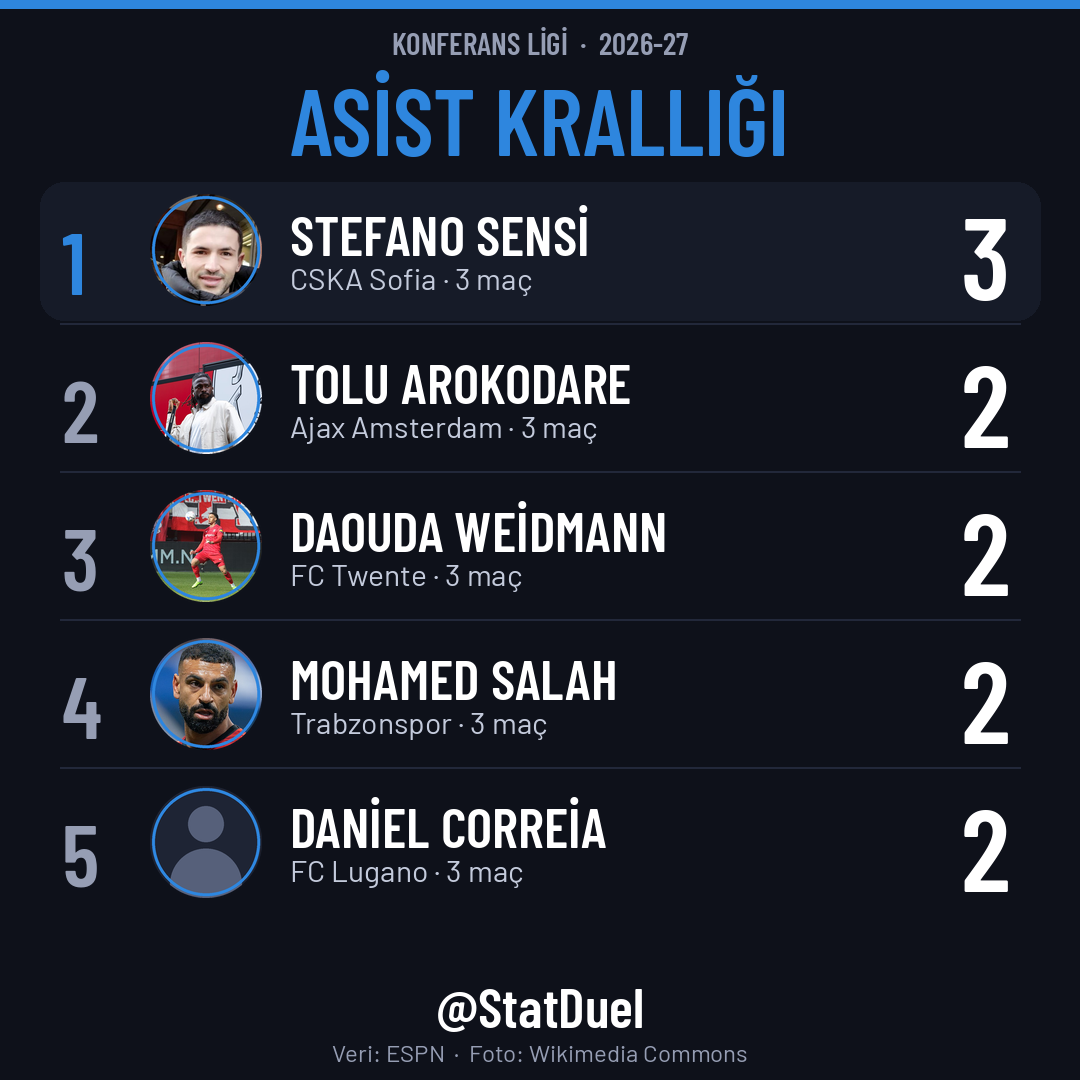 KONFERANS LİGİ · 2026-27
ASİST KRALLIĞI
1
STEFANO SENSİ
CSKA Sofia · 3 maç
3
2
TOLU AROKODARE
Ajax Amsterdam · 3 maç
2
3
DAOUDA WEİDMANN
FC Twente · 3 maç
2
4
MOHAMED SALAH
Trabzonspor · 3 maç
2
5
DANİEL CORREİA
FC Lugano · 3 maç
2
@StatDuel
Veri: ESPN · Foto: Wikimedia Commons